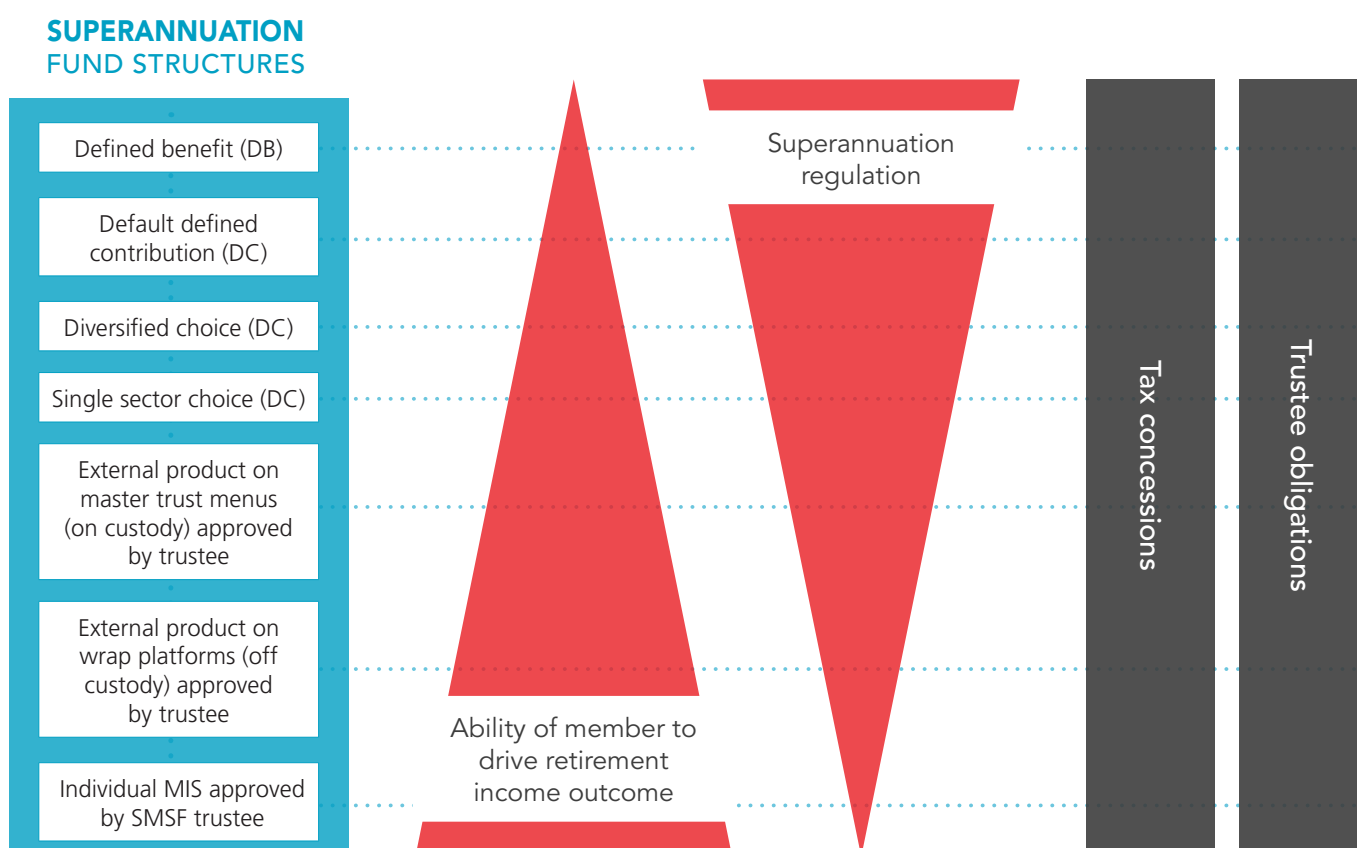 SUPERANNUATION
FUND STRUCTURES
Defined benefit (DB)
Default defined
contribution (DC)
Diversified choice (DC)
Single sector choice (DC)
External product on
master trust menus
(on custody) approved
by trustee
External product on
wrap platforms (off
custody) approved
by trustee
Individual MIS approved
by SMSF trustee
Ability of member to
drive retirement
income outcome
Superannuation
regulation
Tax concessions
Trustee obligations